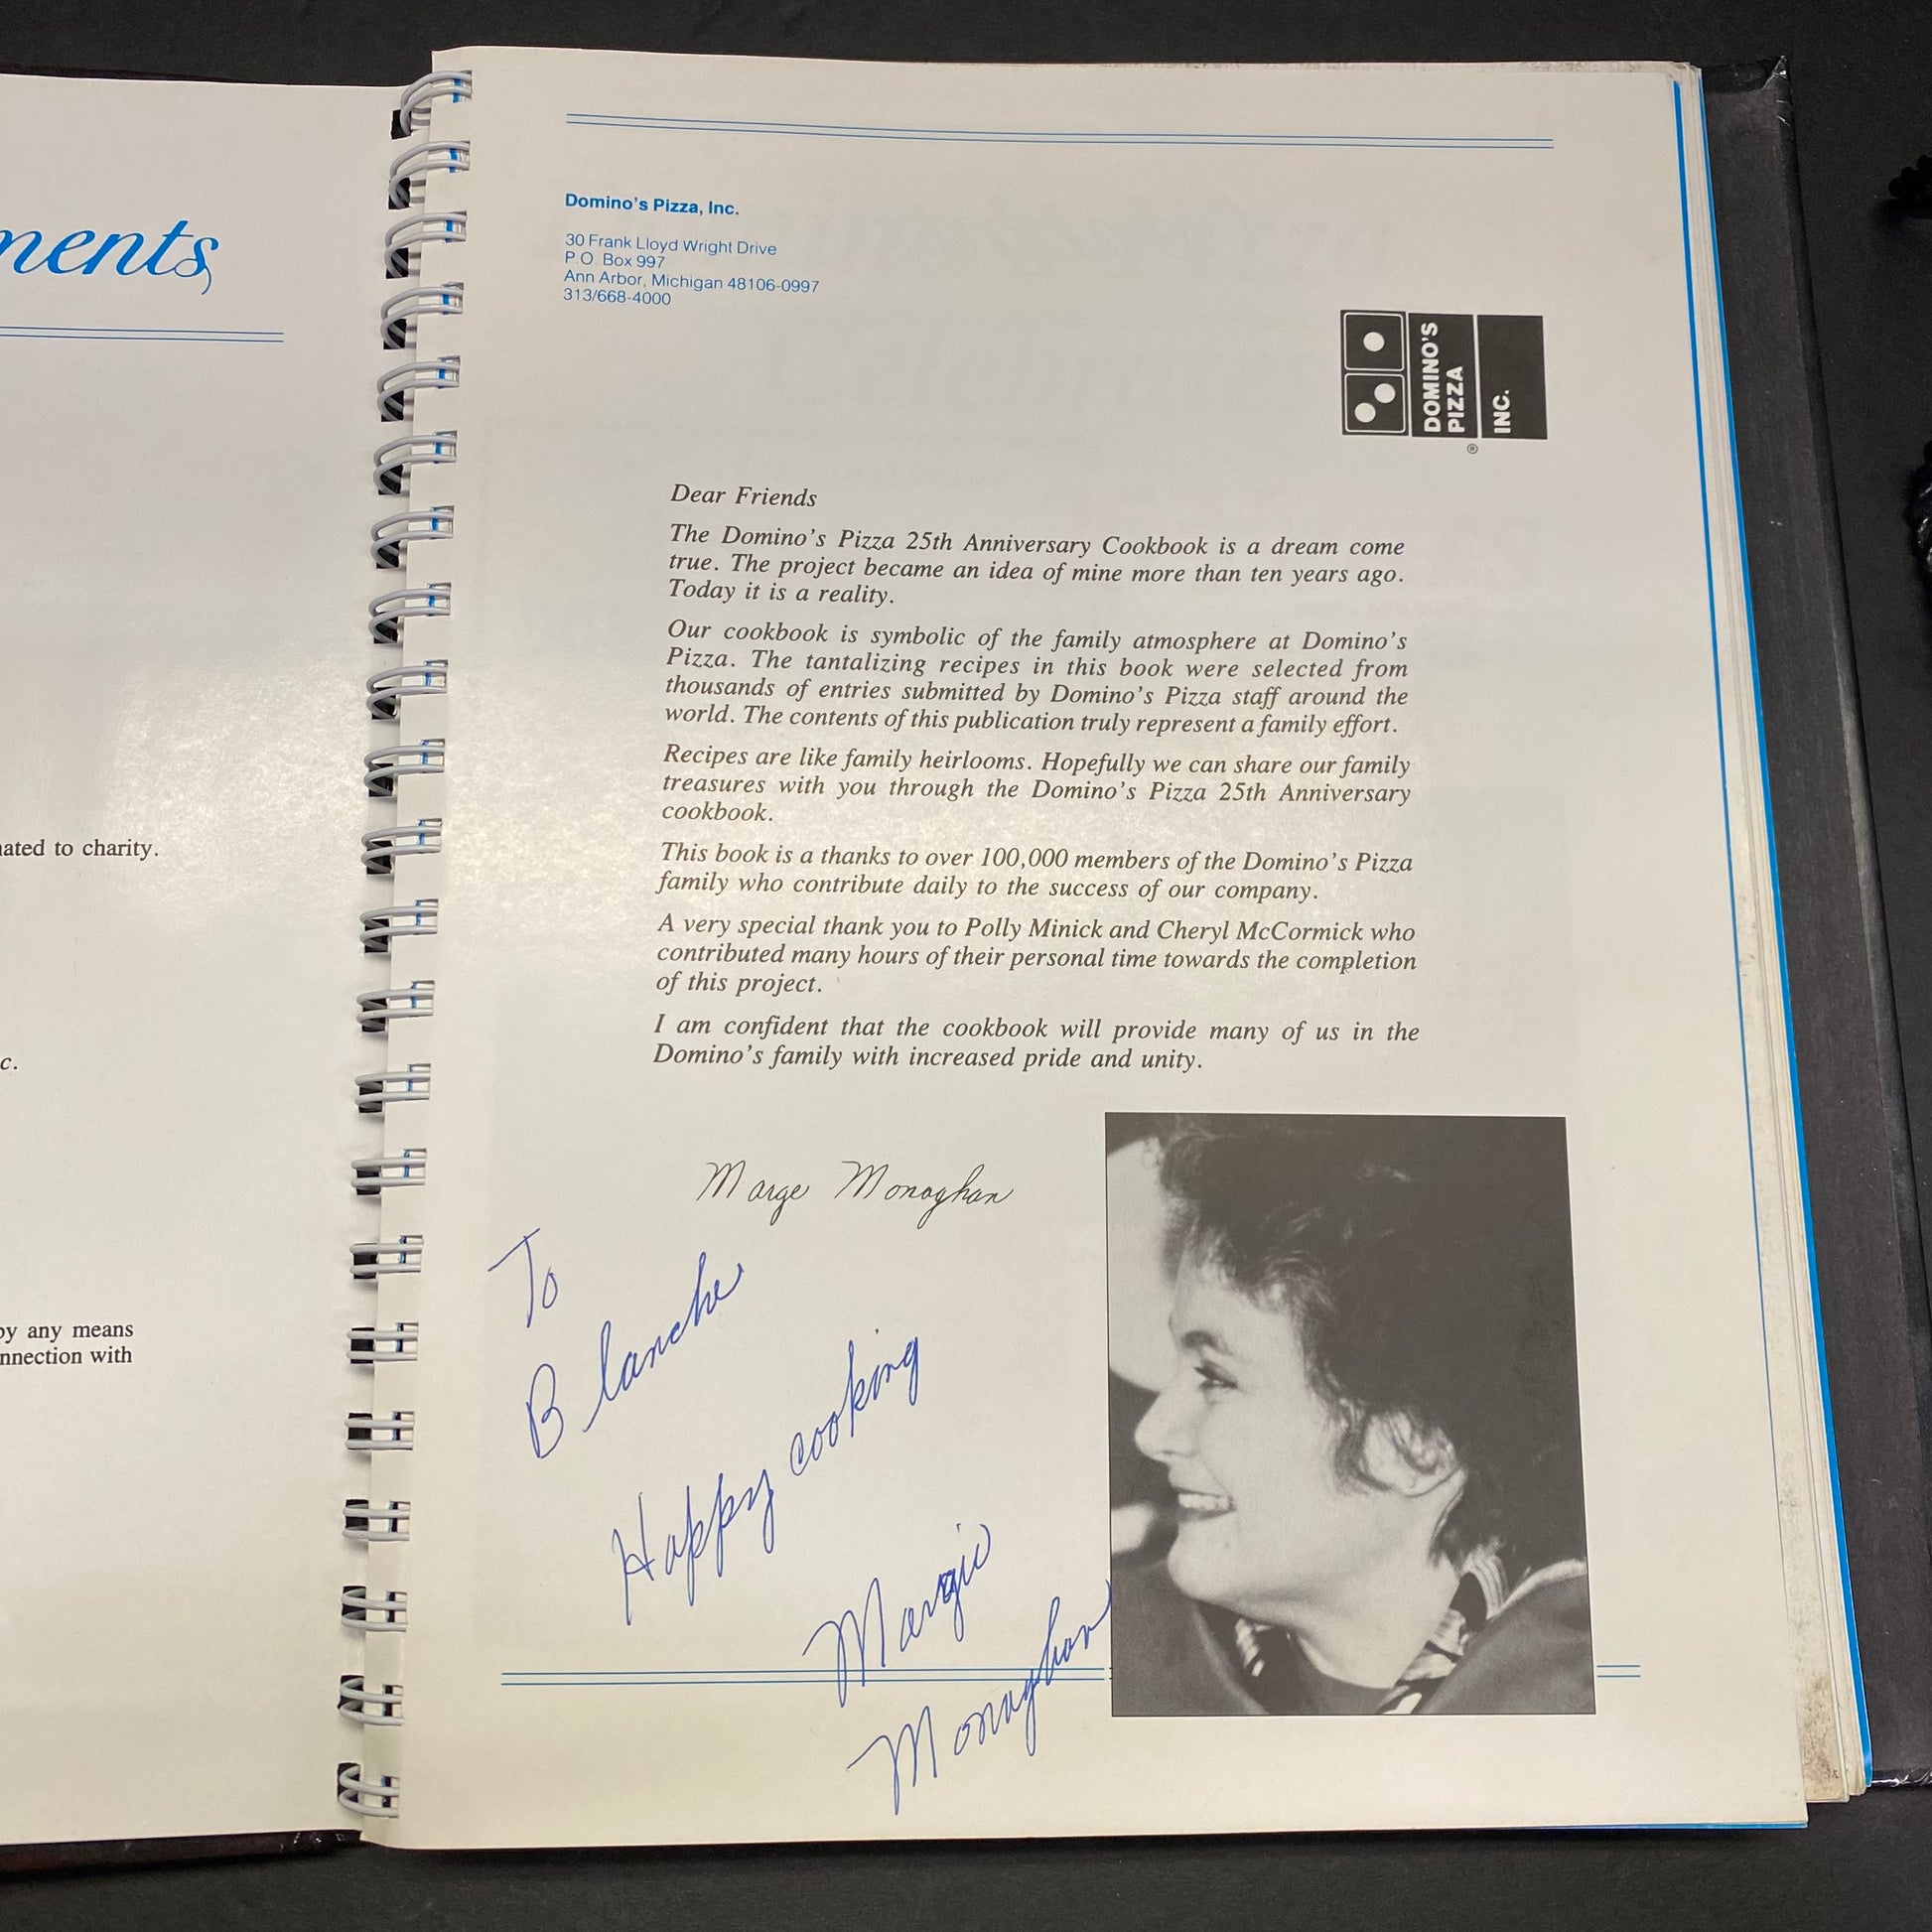 ments
ated to charity.
c.
by any means
nnection with
Domino's Pizza, Inc.
30 Frank Lloyd Wright Drive
P.O. Box 997
Ann Arbor, Michigan 48106-0997
313/668-4000
DOMINO'S
PIZZA
INC.
®
Dear Friends
The Domino's Pizza 25th Anniversary Cookbook is a dream come
true. The project became an idea of mine more than ten years ago.
Today it is a reality.
Our cookbook is symbolic of the family atmosphere at Domino's
Pizza. The tantalizing recipes in this book were selected from
thousands of entries submitted by Domino's Pizza staff around the
world. The contents of this publication truly represent a family effort.
Recipes are like family heirlooms. Hopefully we can share our family
treasures with you through the Domino's Pizza 25th Anniversary
cookbook.
This book is a thanks to over 100,000 members of the Domino's Pizza
family who contribute daily to the success of our company.
A very special thank you to Polly Minick and Cheryl McCormick who
contributed many hours of their personal time towards the completion
of this project.
I am confident that the cookbook will provide many of us in the
Domino's family with increased pride and unity.
Marge Monaghan
To
Blanche
Happy cooking
Margie
Monaghan